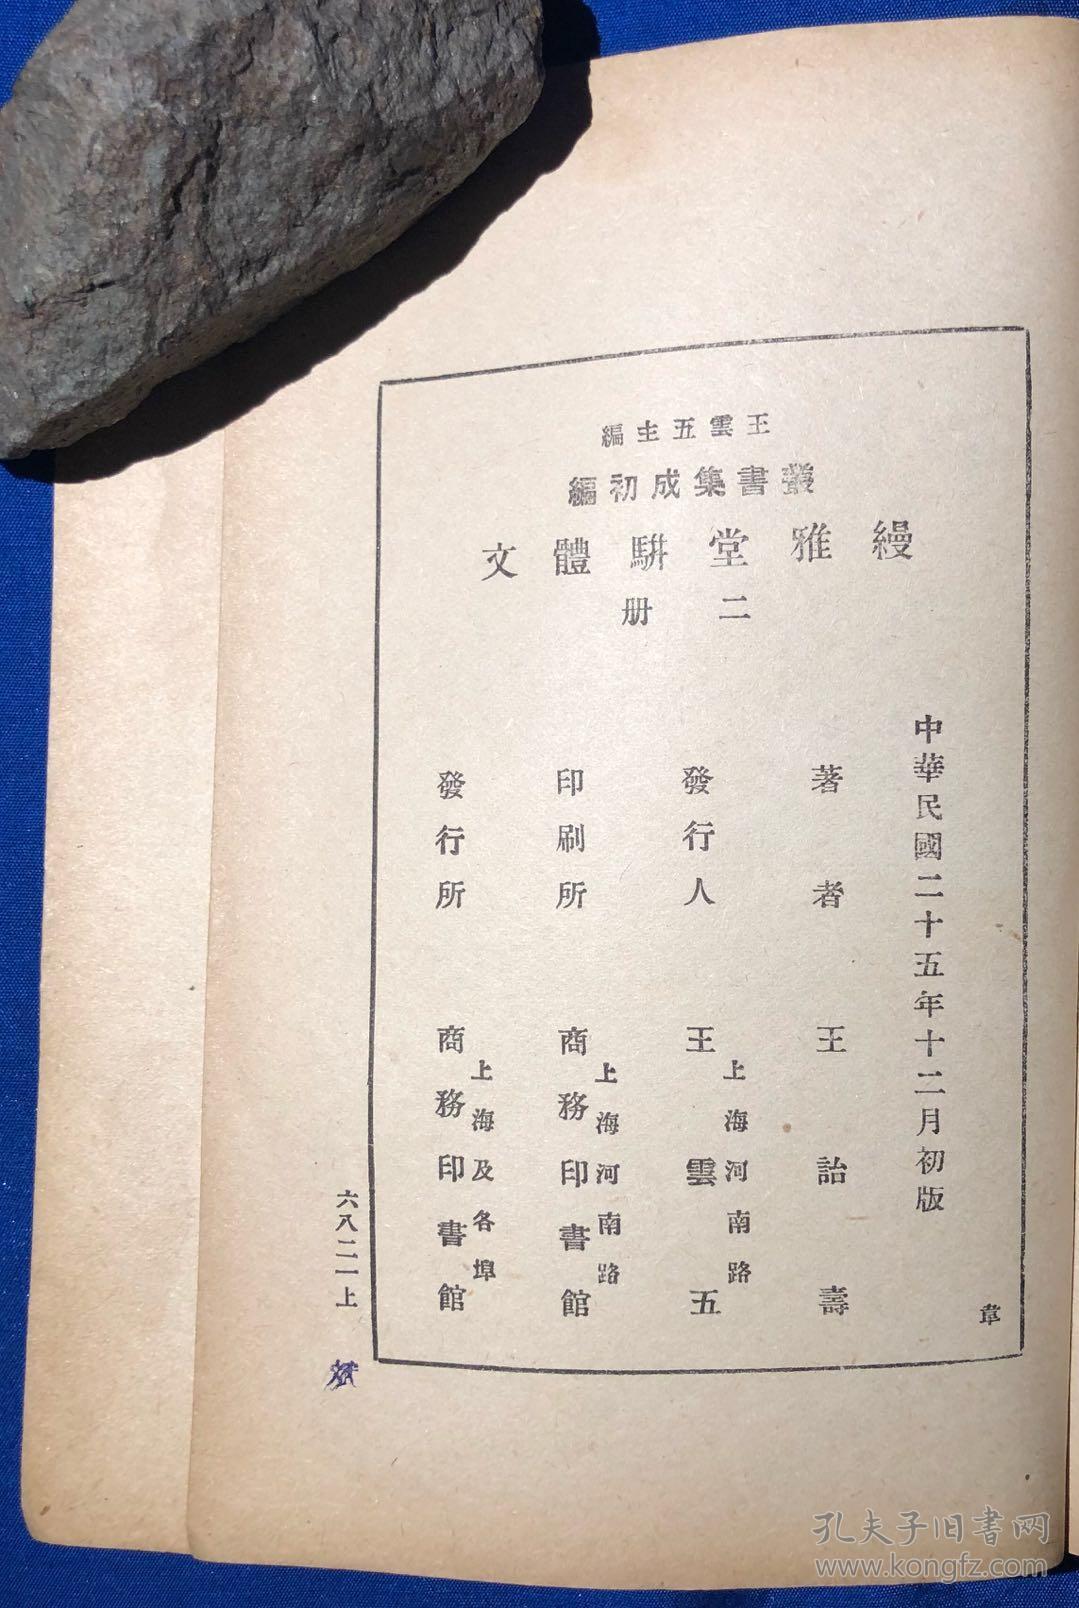 王雲五主編
叢書集成初編
縵雅堂駢體文
二册
中華民國二十五年十二月初版
著者 王詒壽
發行人 王雲五
上海河南路
印刷所 商務印書館
上海河南路
發行所 商務印書館
上海及各埠
六八二一上
孔夫子旧書网
www.kongfz.com